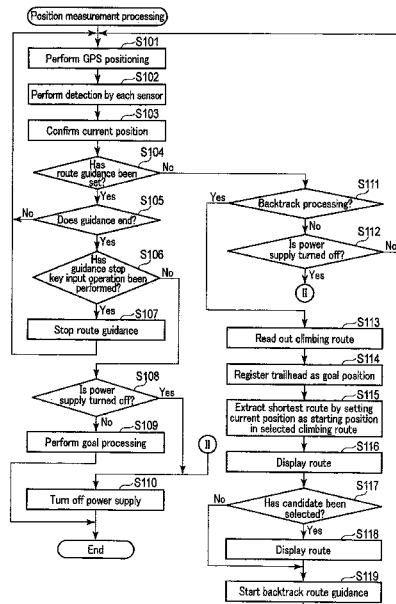 Position measurement processing
S101
Perform GPS positioning
S102
Perform detection by each sensor
S103
Confirm current position
S104
Has
route guidance been
set?
No
Yes
S105
No
Does guidance end?
Yes
S106
Has
guidance stop
key input operation been
performed?
No
Yes
S107
Stop route guidance
S108
Is power
supply turned off?
Yes
No
S109
Perform goal processing
II
S110
Turn off power supply
End
S111
Yes
Backtrack processing?
No
S112
Is power
supply turned off?
No
Yes
II
S113
Read out climbing route
S114
Register trailhead as goal position
S115
Extract shortest route by setting
current position as starting position
in selected climbing route
S116
Display route
S117
No
Has candidate been
selected?
Yes
S118
Display route
S119
Start backtrack route guidance